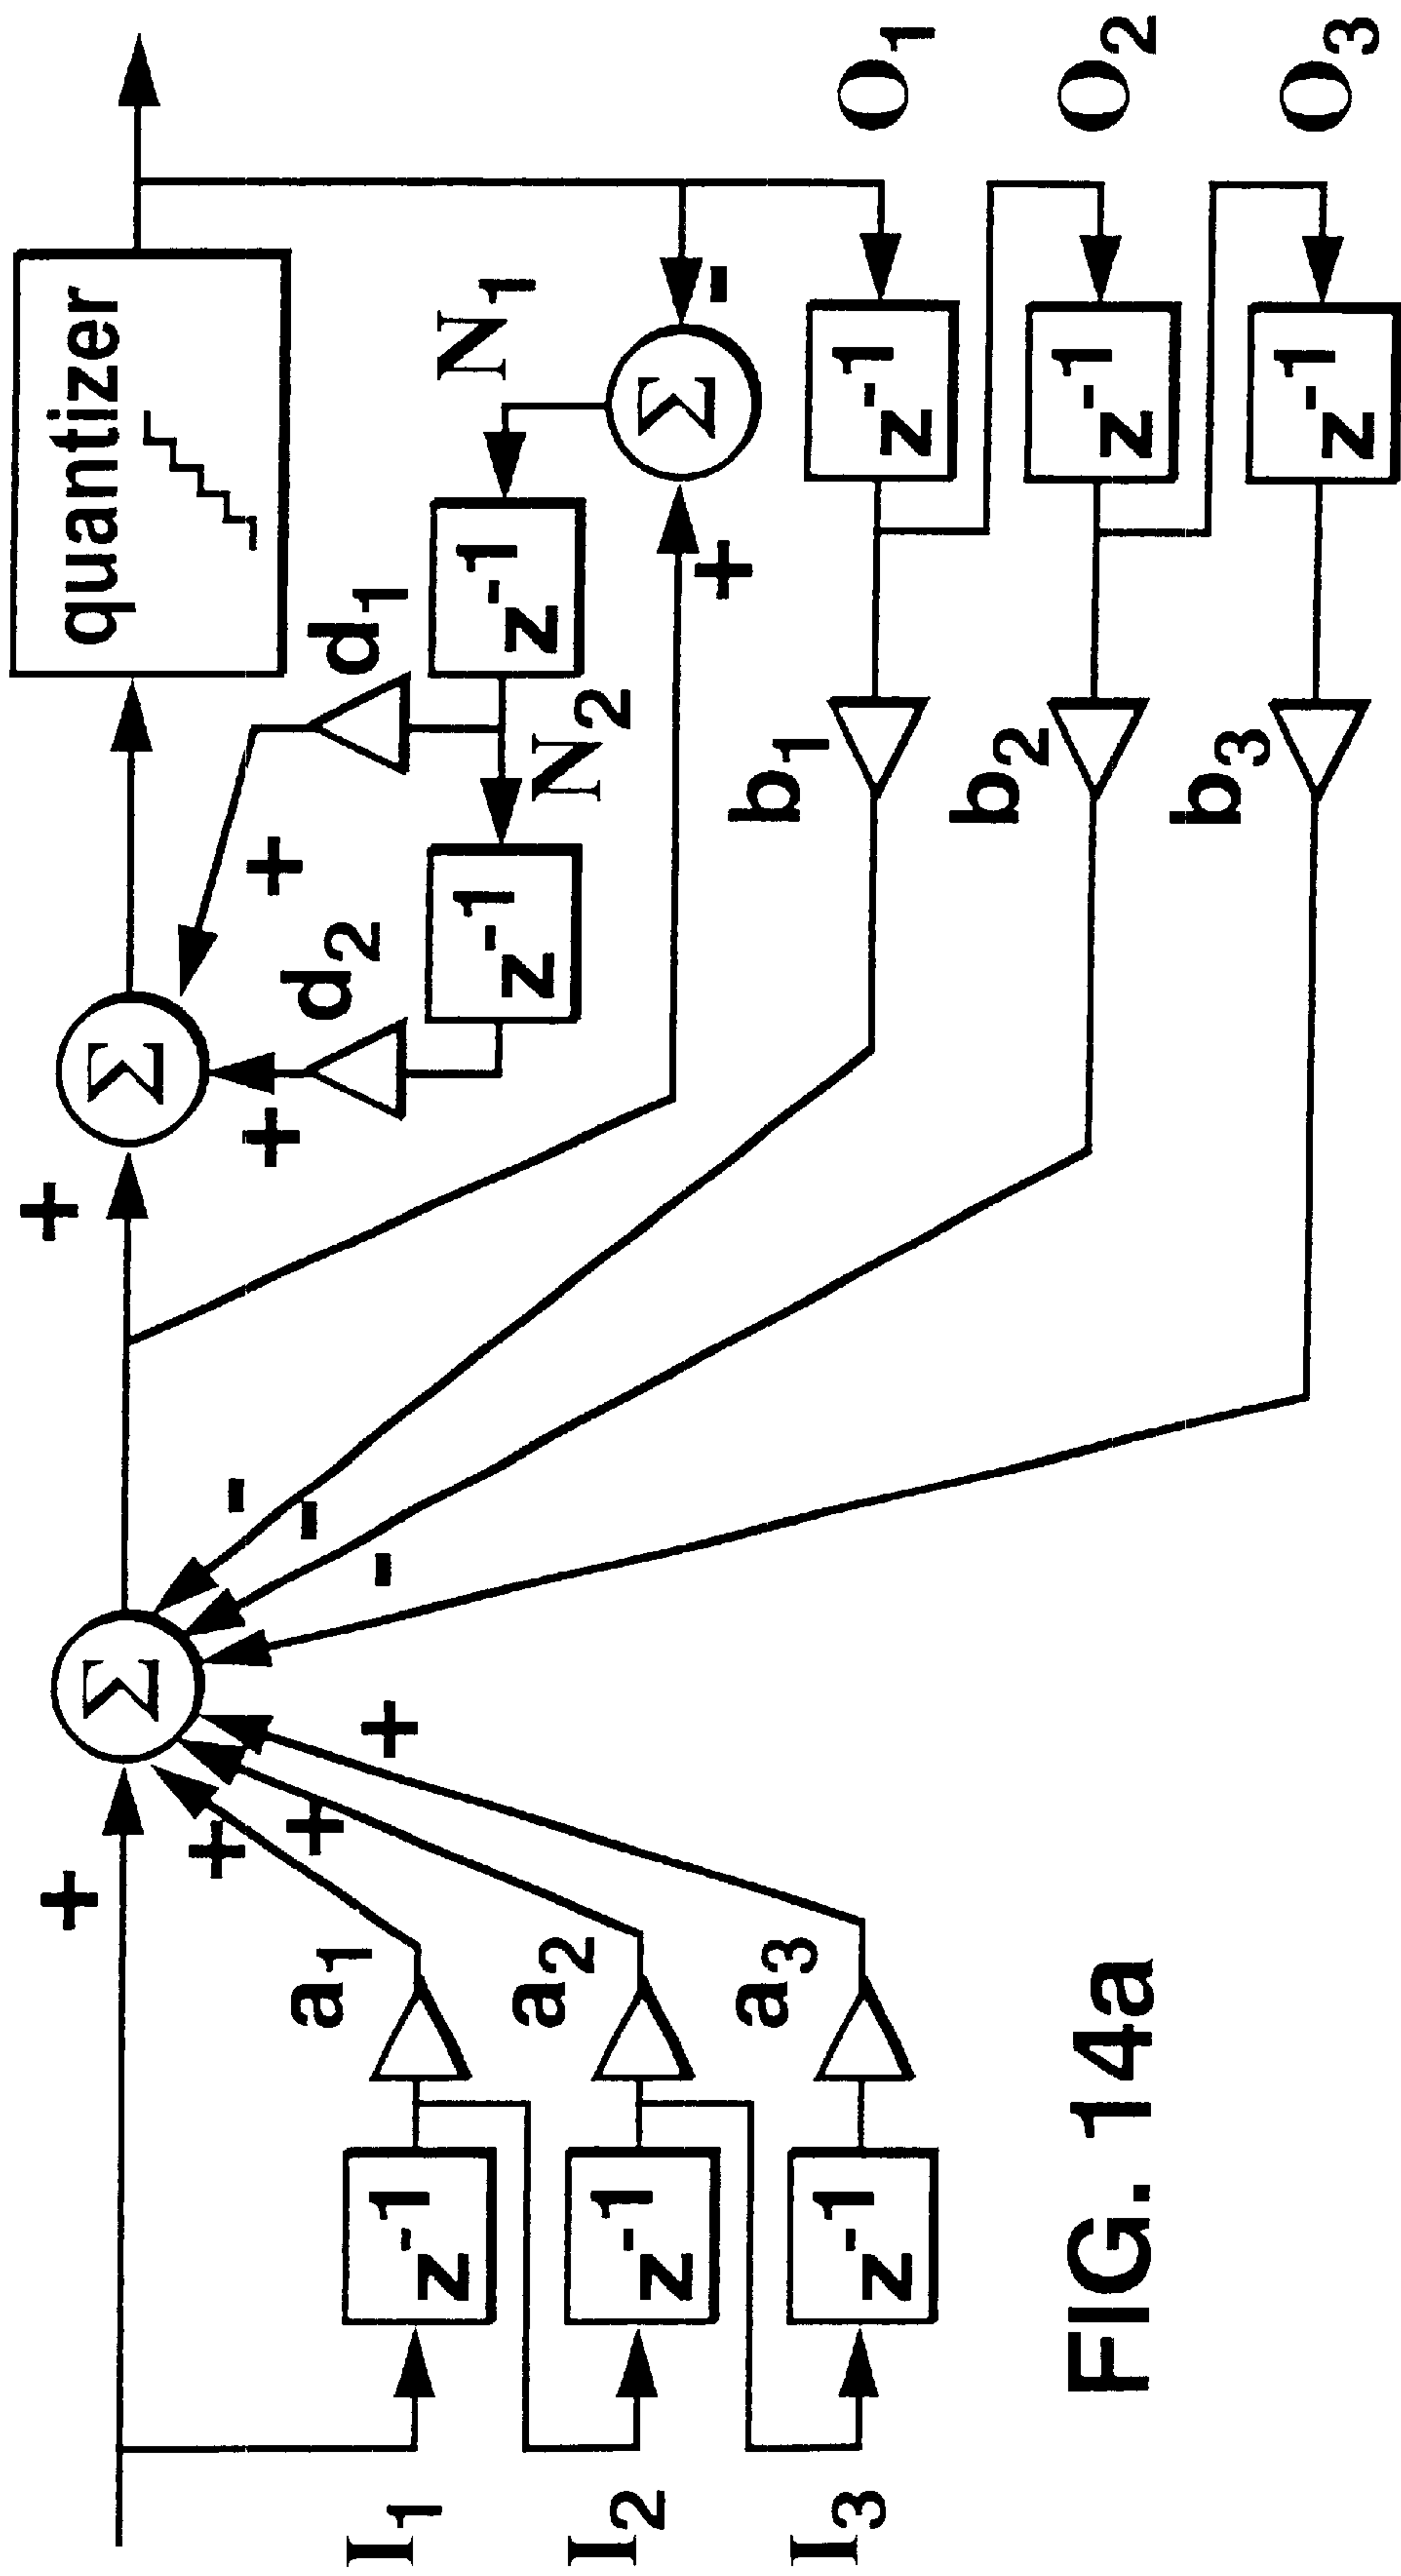 quantizer
+
Σ
+
Σ
+
+
+
+
-
-
-
+
d2
d1
N1
z-1
z-1
N2
Σ
-
+
I1
z-1
a1
b1
z-1
O1
I2
z-1
a2
b2
z-1
O2
I3
z-1
a3
b3
z-1
O3
FIG. 14a